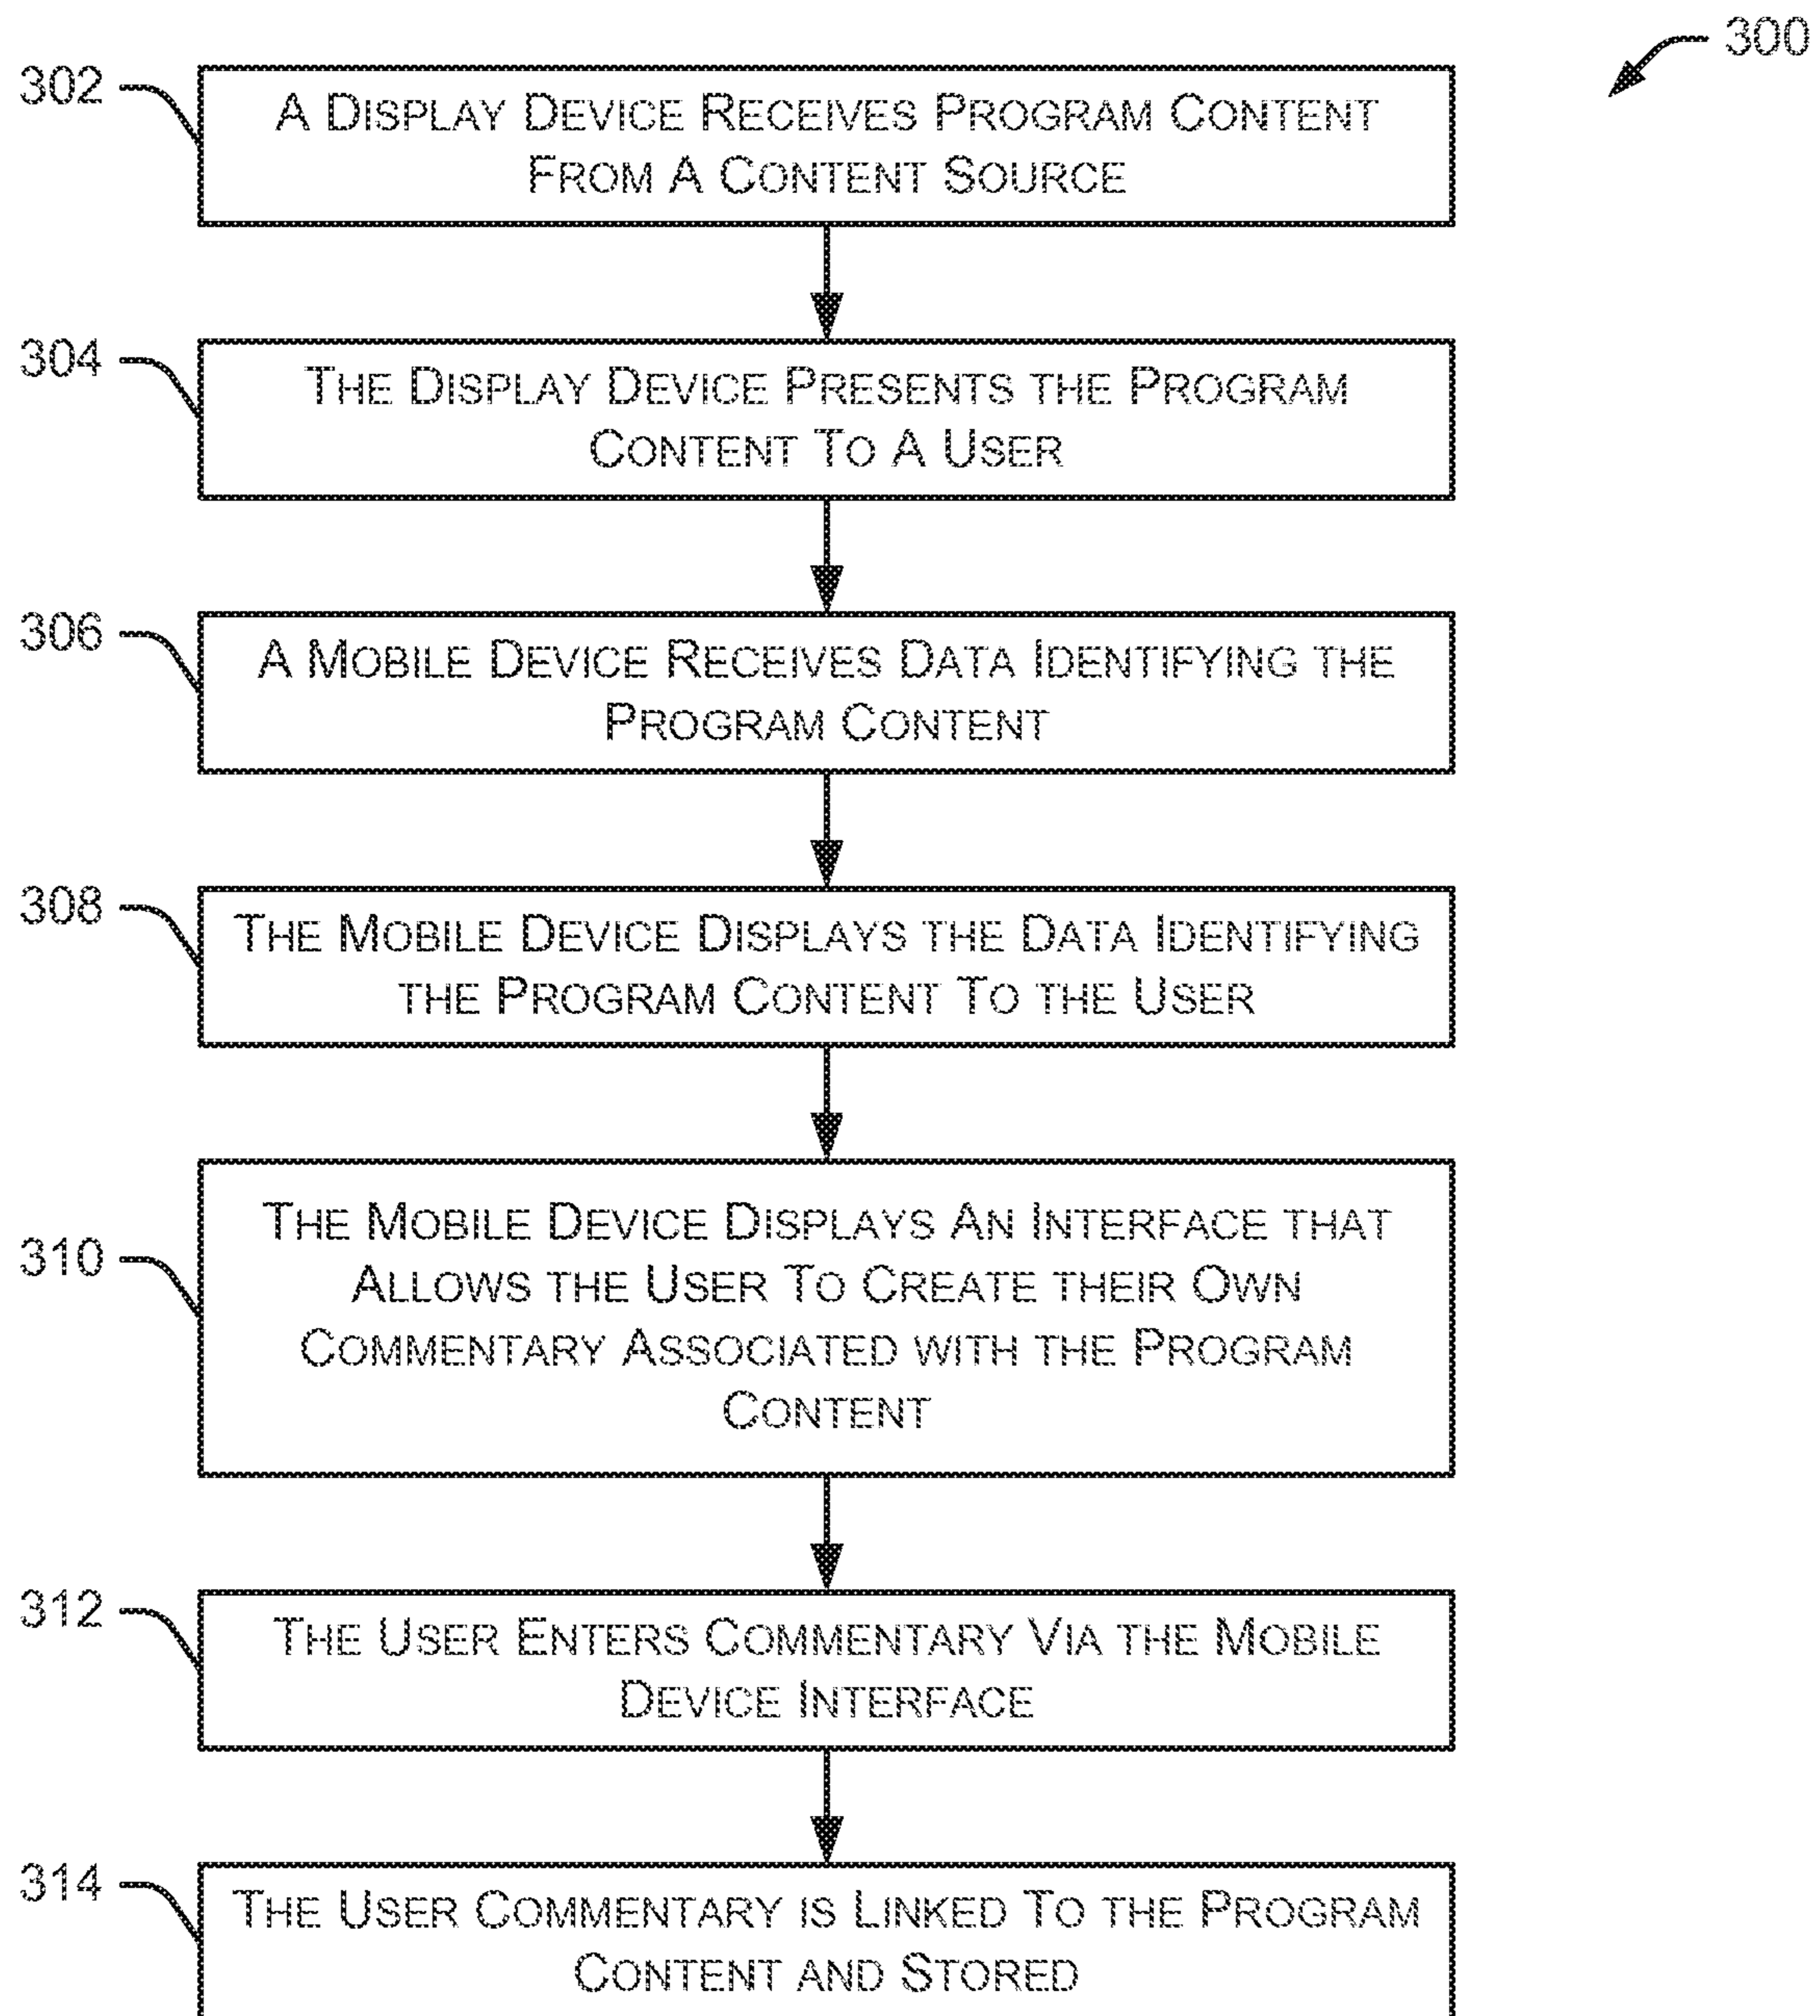 300
302
A Display Device Receives Program Content
From A Content Source
304
The Display Device Presents the Program
Content To A User
306
A Mobile Device Receives Data Identifying the
Program Content
308
The Mobile Device Displays the Data Identifying
the Program Content To the User
310
The Mobile Device Displays An Interface that
Allows the User To Create their Own
Commentary Associated with the Program
Content
312
The User Enters Commentary Via the Mobile
Device Interface
314
The User Commentary is Linked To the Program
Content and Stored